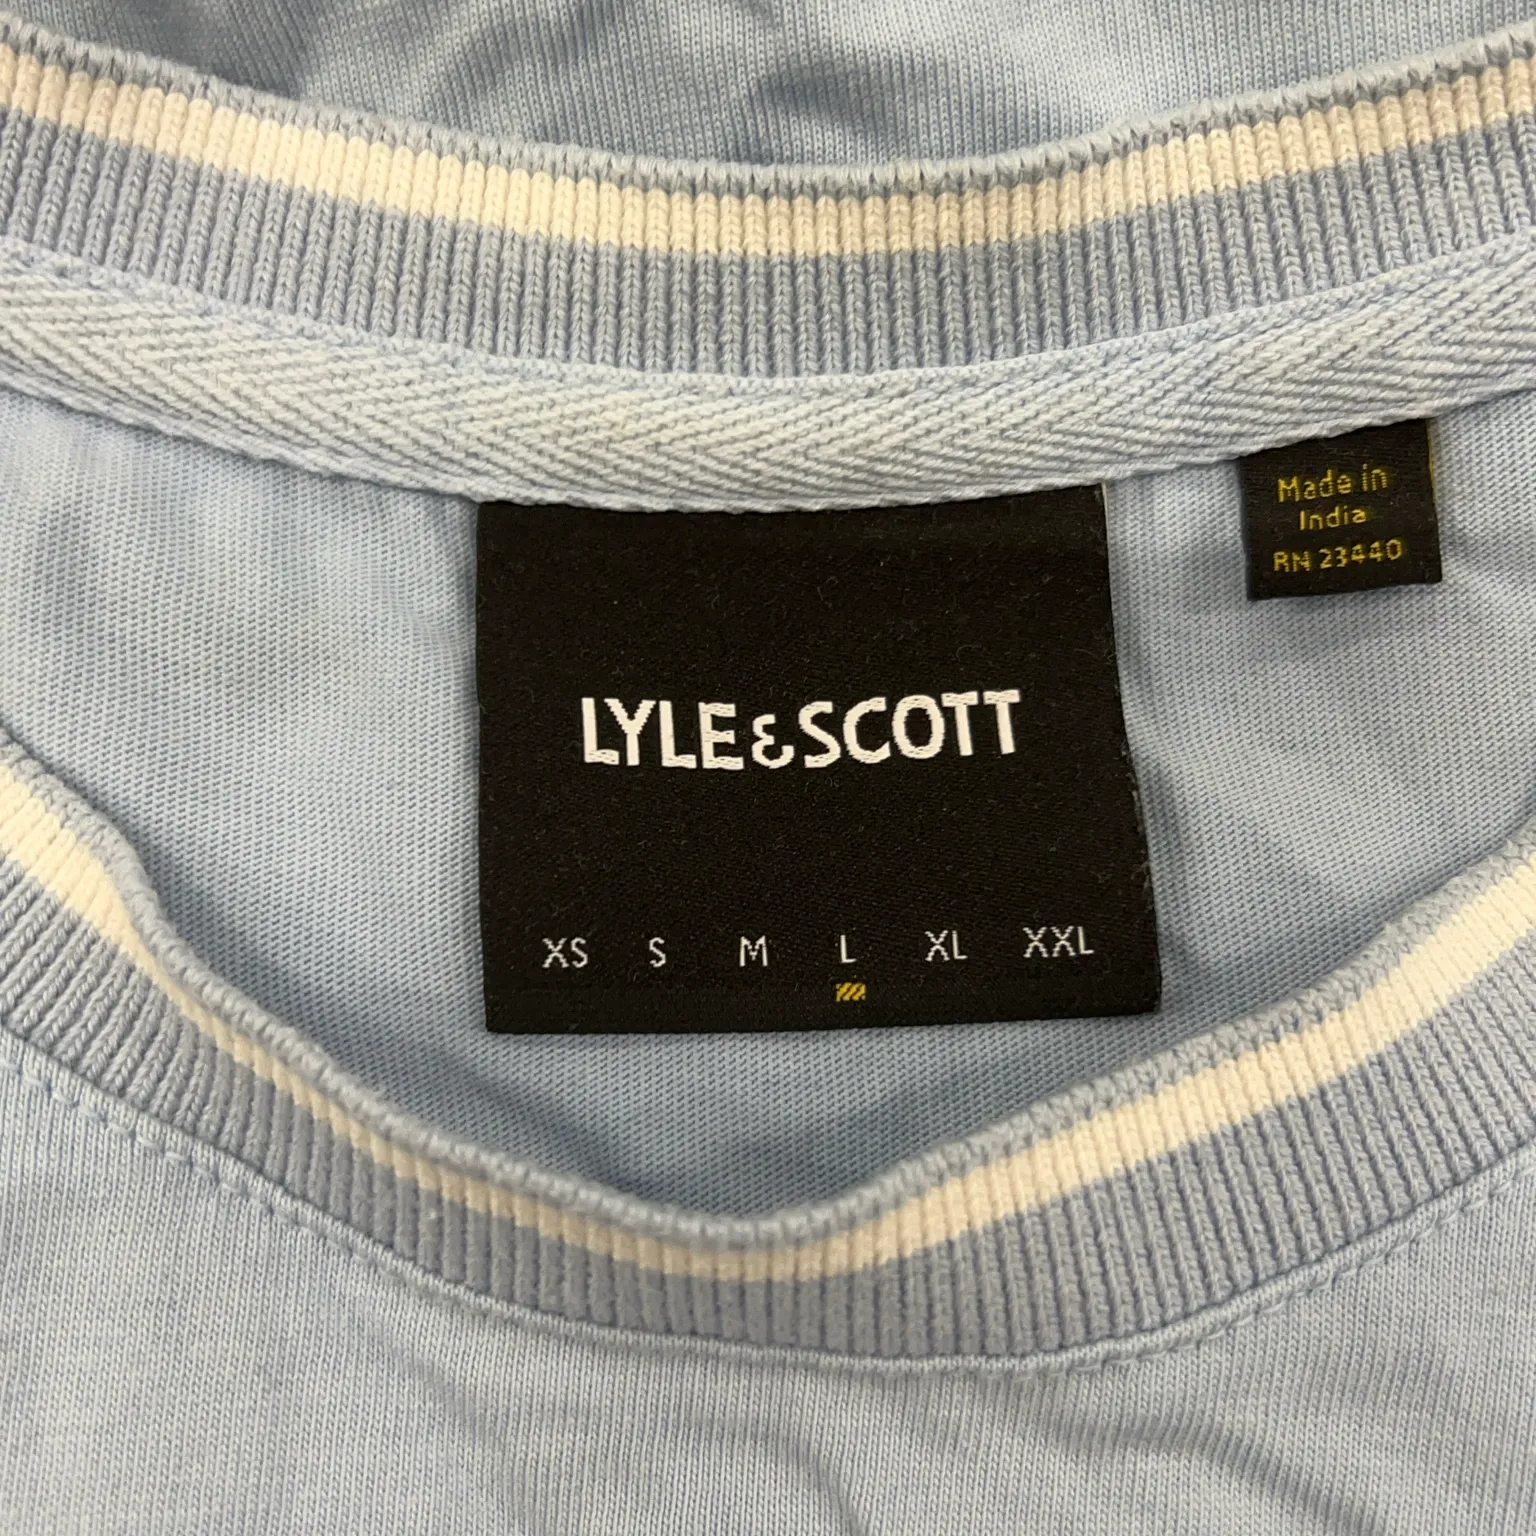 Made in
India
RN 23440
LYLE & SCOTT
XS S M L XL XXL